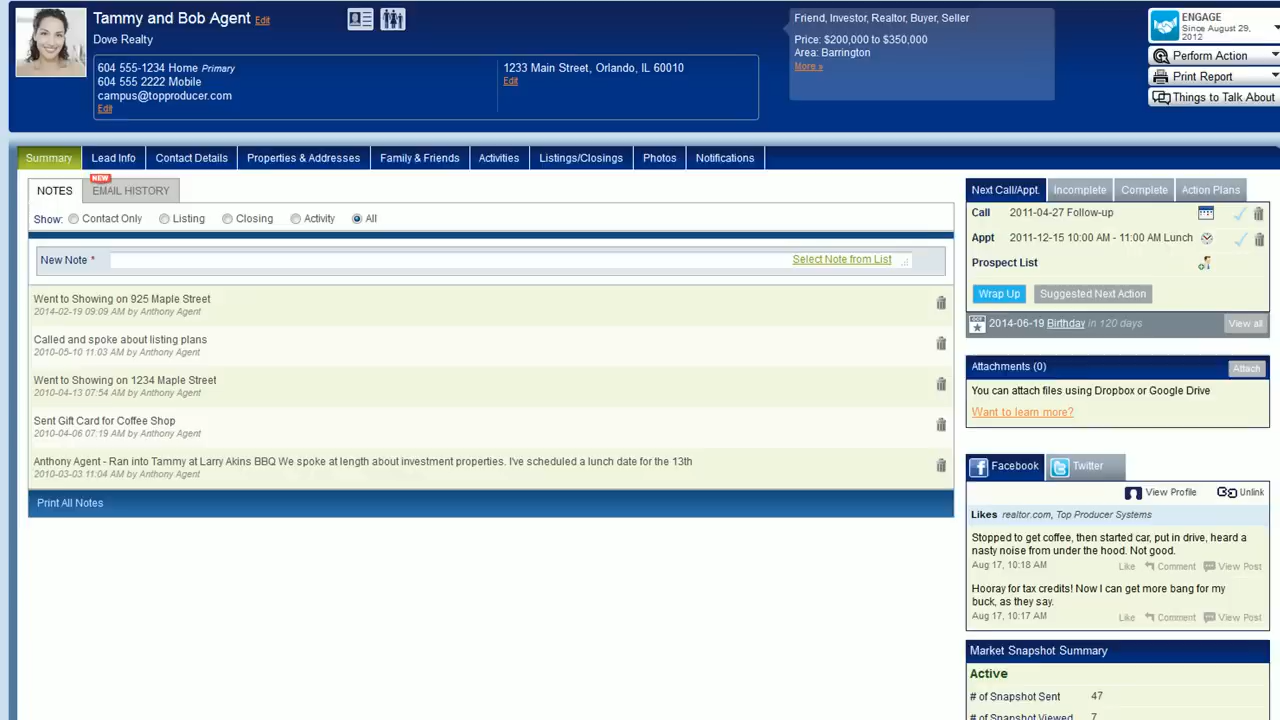 Tammy and Bob Agent Edit
Dove Realty
604 555-1234 Home Primary
604 555 2222 Mobile
campus@topproducer.com
Edit
1233 Main Street, Orlando, IL 60010
Edit
Friend, Investor, Realtor, Buyer, Seller
Price: $200,000 to $350,000
Area: Barrington
More »
ENGAGE
Since August 29,
2012
Perform Action
Print Report
Things to Talk About
Summary Lead Info Contact Details Properties & Addresses Family & Friends Activities Listings/Closings Photos Notifications
NEW
NOTES EMAIL HISTORY
Show: Contact Only Listing Closing Activity All
New Note * Select Note from List
Went to Showing on 925 Maple Street
2014-02-19 09:09 AM by Anthony Agent
Called and spoke about listing plans
2010-05-10 11:03 AM by Anthony Agent
Went to Showing on 1234 Maple Street
2010-04-13 07:54 AM by Anthony Agent
Sent Gift Card for Coffee Shop
2010-04-06 07:19 AM by Anthony Agent
Anthony Agent - Ran into Tammy at Larry Akins BBQ We spoke at length about investment properties. I've scheduled a lunch date for the 13th
2010-03-03 11:04 AM by Anthony Agent
Print All Notes
Next Call/Appt. Incomplete Complete Action Plans
Call 2011-04-27 Follow-up
Appt 2011-12-15 10:00 AM - 11:00 AM Lunch
Prospect List
Wrap Up Suggested Next Action
2014-06-19 Birthday in 120 days View all
Attachments (0) Attach
You can attach files using Dropbox or Google Drive
Want to learn more?
Facebook Twitter
View Profile Unlink
Likes realtor.com, Top Producer Systems
Stopped to get coffee, then started car, put in drive, heard a
nasty noise from under the hood. Not good.
Aug 17, 10:18 AM Like Comment View Post
Hooray for tax credits! Now I can get more bang for my
buck, as they say.
Aug 17, 10:17 AM Like Comment View Post
Market Snapshot Summary
Active
# of Snapshot Sent 47
# of Snapshot Viewed 7